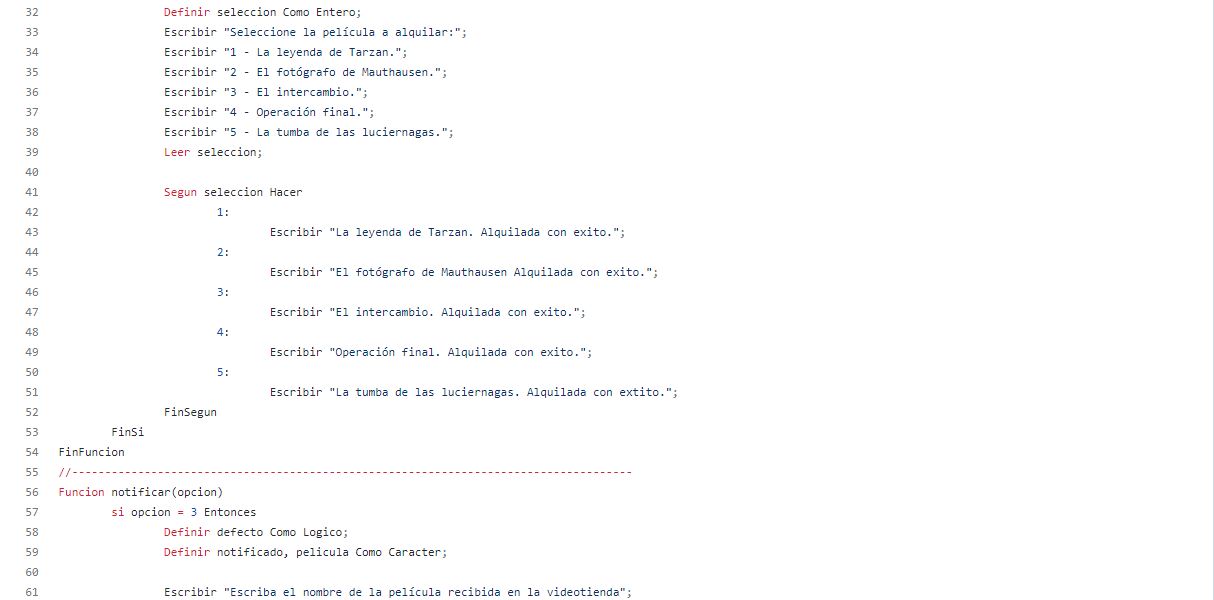 32 Definir seleccion Como Entero;
33 Escribir "Seleccione la película a alquilar:";
34 Escribir "1 - La leyenda de Tarzan.";
35 Escribir "2 - El fotógrafo de Mauthausen.";
36 Escribir "3 - El intercambio.";
37 Escribir "4 - Operación final.";
38 Escribir "5 - La tumba de las luciernagas.";
39 Leer seleccion;
40
41 Segun seleccion Hacer
42 1:
43 Escribir "La leyenda de Tarzan. Alquilada con exito.";
44 2:
45 Escribir "El fotógrafo de Mauthausen Alquilada con exito.";
46 3:
47 Escribir "El intercambio. Alquilada con exito.";
48 4:
49 Escribir "Operación final. Alquilada con exito.";
50 5:
51 Escribir "La tumba de las luciernagas. Alquilada con extito.";
52 FinSegun
53 FinSi
54 FinFuncion
55 //-------------------------------------------------------------------------------------
56 Funcion notificar(opcion)
57 si opcion = 3 Entonces
58 Definir defecto Como Logico;
59 Definir notificado, pelicula Como Caracter;
60
61 Escribir "Escriba el nombre de la película recibida en la videotienda";